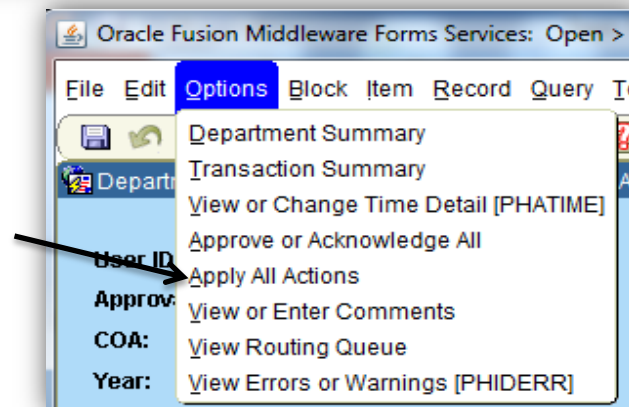 Oracle Fusion Middleware Forms Services: Open >
File Edit Options Block Item Record Query
Department Summary
Transaction Summary
View or Change Time Detail [PHATIME]
Approve or Acknowledge All
User ID
Apply All Actions
View or Enter Comments
COA:
View Routing Queue
Year:
View Errors or Warnings [PHIDERR]